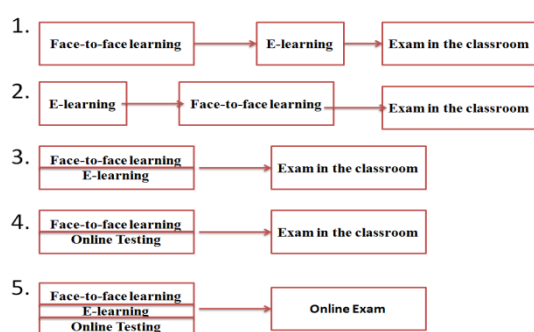 1.
Face-to-face learning E-learning Exam in the classroom
2.
E-learning Face-to-face learning Exam in the classroom
3.
Face-to-face learning
E-learning
Exam in the classroom
4.
Face-to-face learning
Online Testing
Exam in the classroom
5.
Face-to-face learning
E-learning
Online Testing
Online Exam